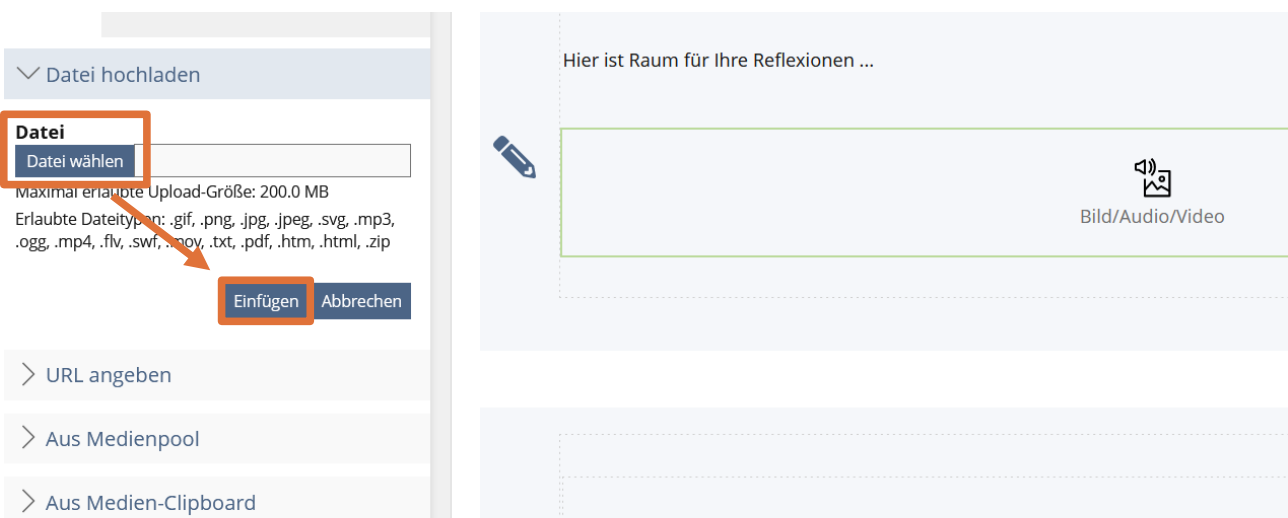 Datei hochladen
Datei
Datei wählen
Maximal erlaubte Upload-Größe: 200.0 MB
Erlaubte Dateitypen: .gif, .png, .jpg, .jpeg, .svg, .mp3,
.ogg, .mp4, .flv, .swf, .mov, .txt, .pdf, .htm, .html, .zip
Einfügen Abbrechen
URL angeben
Aus Medienpool
Aus Medien-Clipboard
Hier ist Raum für Ihre Reflexionen ...
Bild/Audio/Video